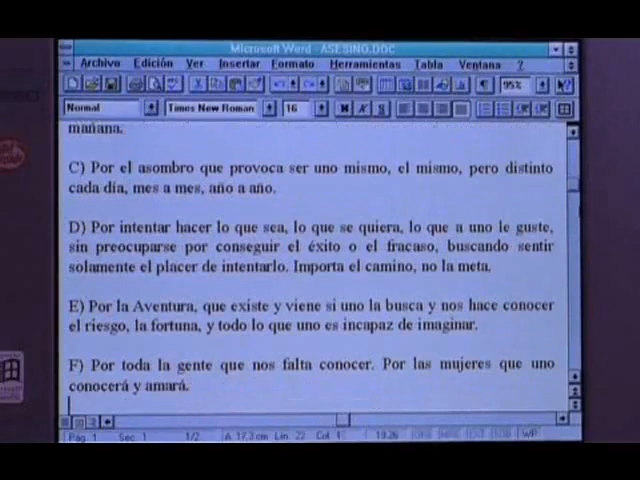 Microsoft Word - ASESINO.DOC
Archivo Edición Ver Insertar Formato Herramientas Tabla Ventana ?
95%
Normal Times New Roman 16 N A S
mañana.
C) Por el asombro que provoca ser uno mismo, el mismo, pero distinto
cada día, mes a mes, año a año.
D) Por intentar hacer lo que sea, lo que se quiera, lo que a uno le guste,
sin preocuparse por conseguir el éxito o el fracaso, buscando sentir
solamente el placer de intentarlo. Importa el camino, no la meta.
E) Por la Aventura, que existe y viene si uno la busca y nos hace conocer
el riesgo, la fortuna, y todo lo que uno es incapaz de imaginar.
F) Por toda la gente que nos falta conocer. Por las mujeres que uno
conocerá y amará.
Pág. 1 Sec. 1 1/2 A 17,3 cm Lin. 22 Col. 1 19:26 WP